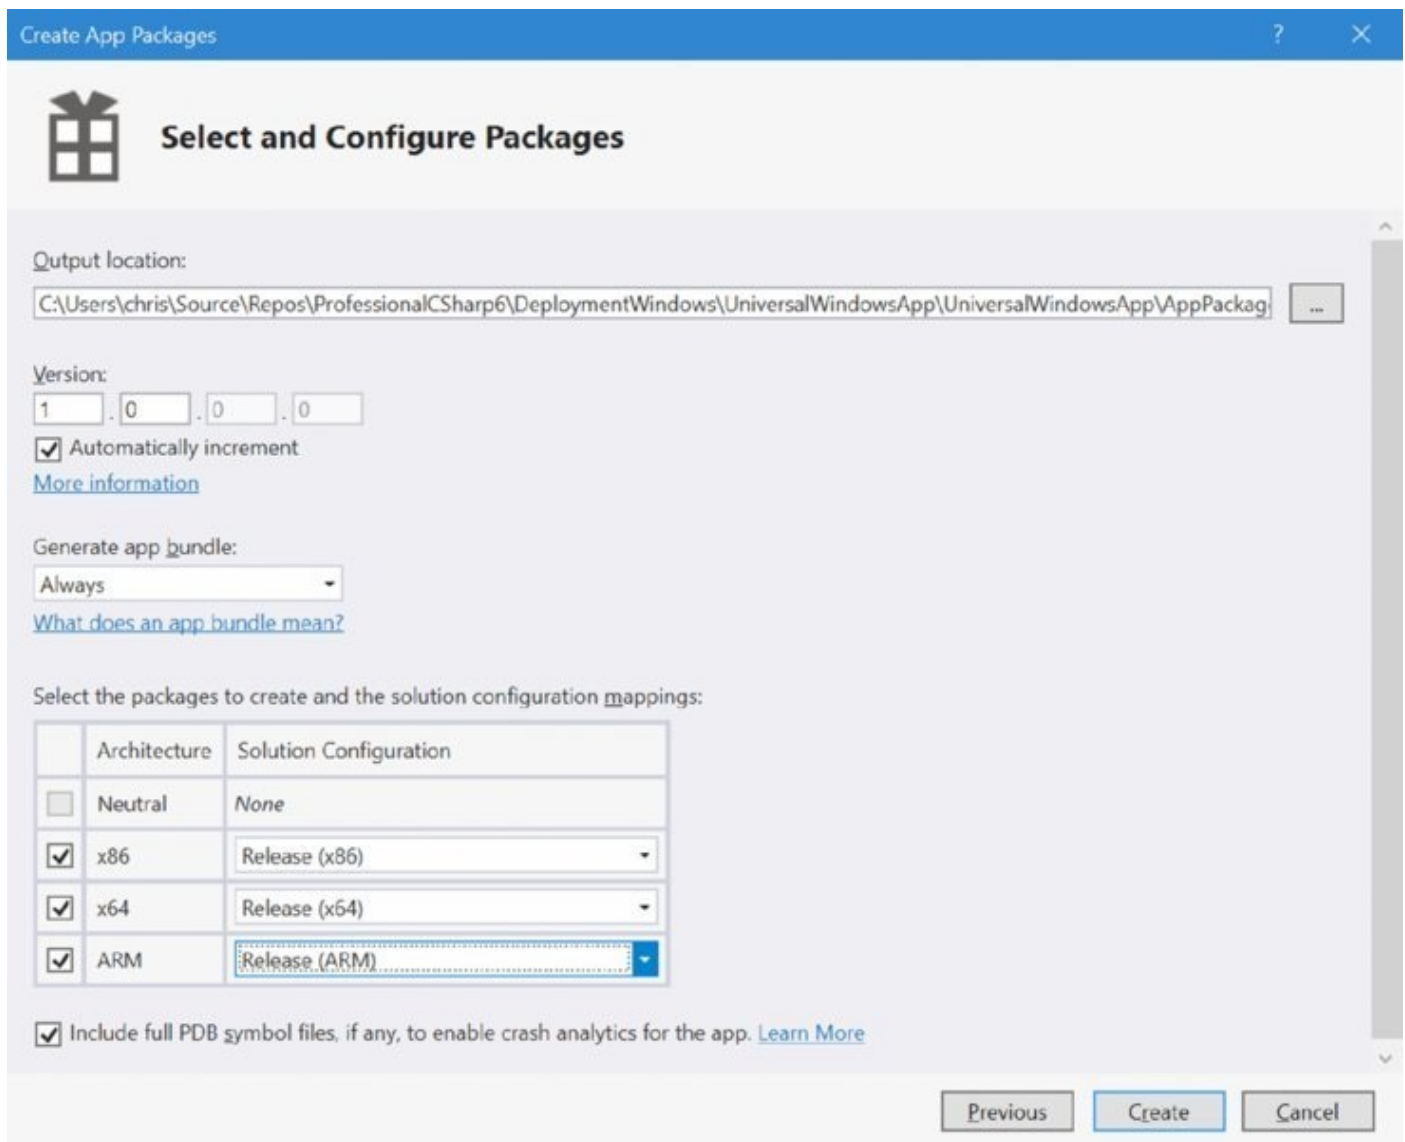 Create App Packages ?
Select and Configure Packages
Output location:
C:\Users\chris\Source\Repos\ProfessionalCSharp6\DeploymentWindows\UniversalWindowsApp\UniversalWindowsApp\AppPackag
...
Version:
1 . 0 . 0 . 0
Automatically increment
More information
Generate app bundle:
Always
What does an app bundle mean?
Select the packages to create and the solution configuration mappings:
Architecture Solution Configuration
Neutral None
x86 Release (x86)
x64 Release (x64)
ARM Release (ARM)
Include full PDB symbol files, if any, to enable crash analytics for the app. Learn More
Previous Create Cancel